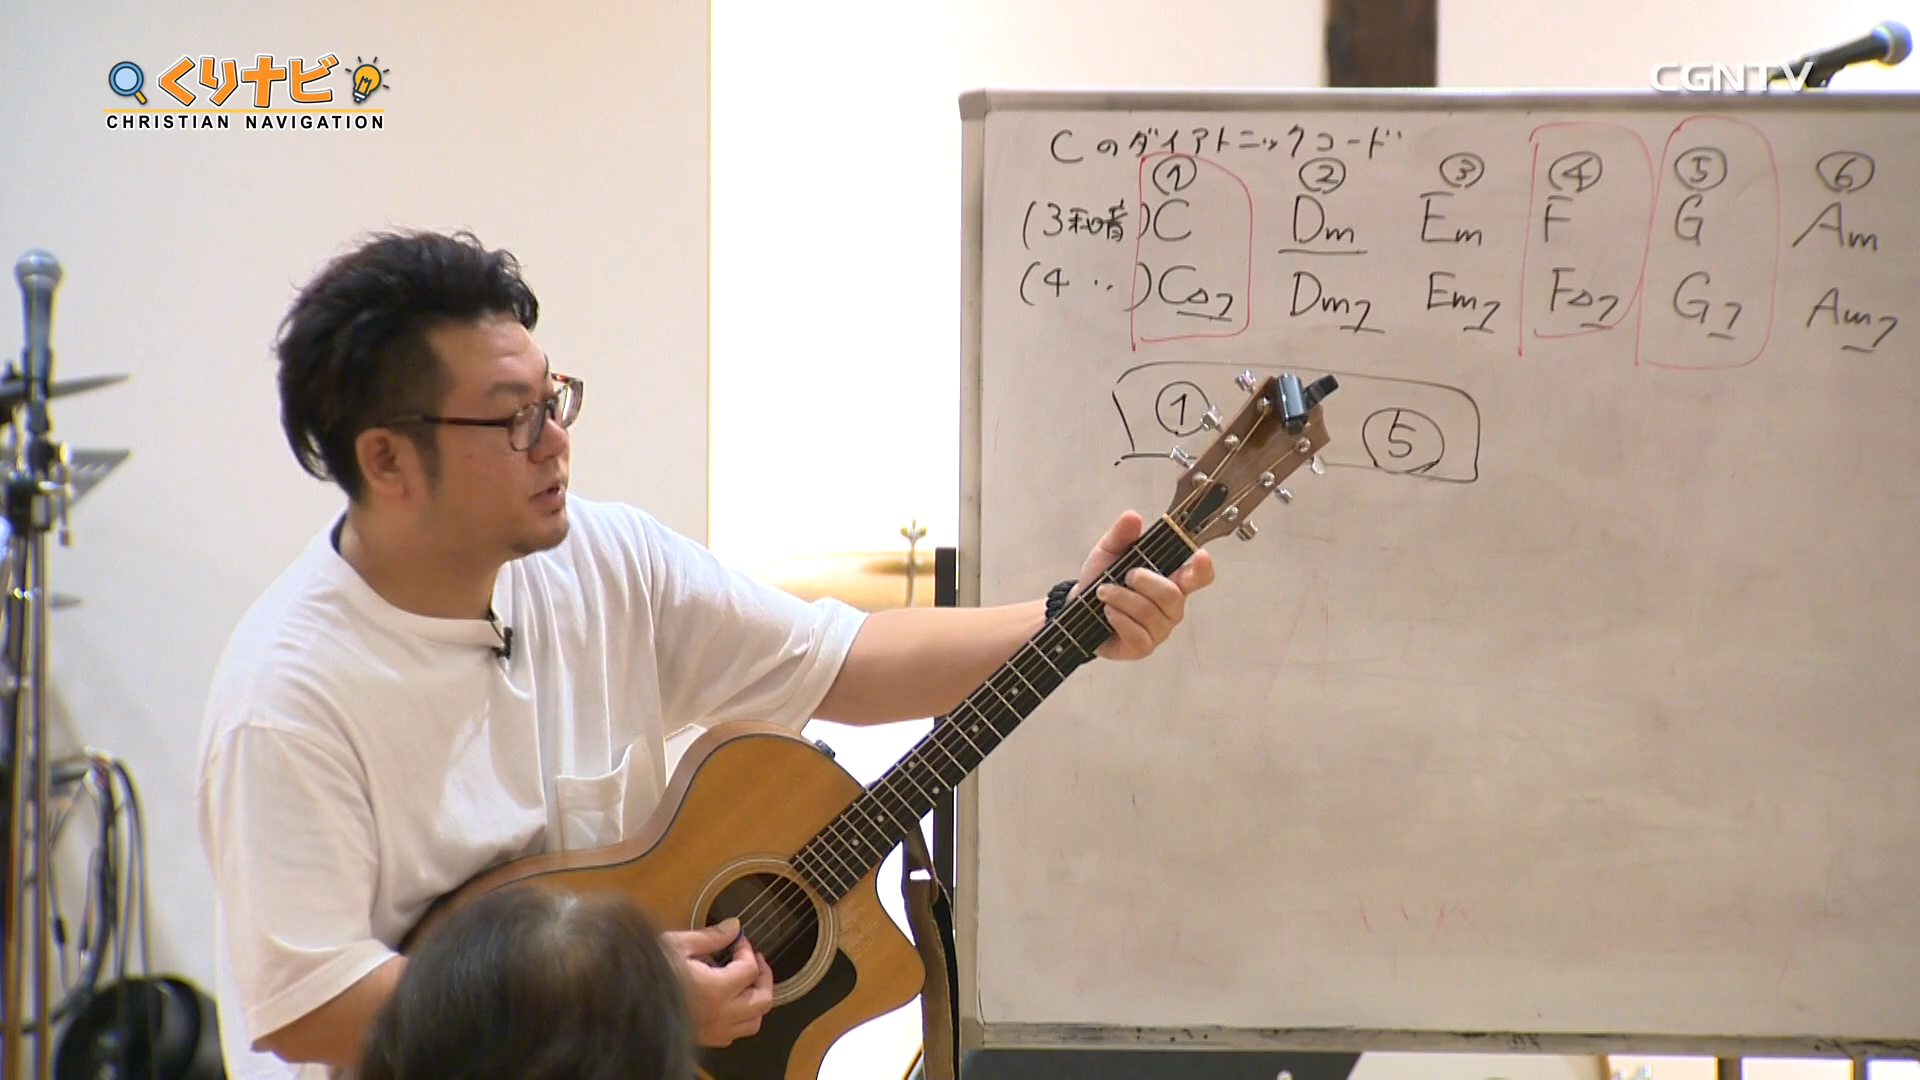 くりナビ
CHRISTIAN NAVIGATION
CGNTV
Cのダイアトニックコード
① ② ③ ④ ⑤ ⑥
(3和音) C Dm Em F G Am
(4 〃 ) C△7 Dm7 Em7 F△7 G7 Am7
① ⑤